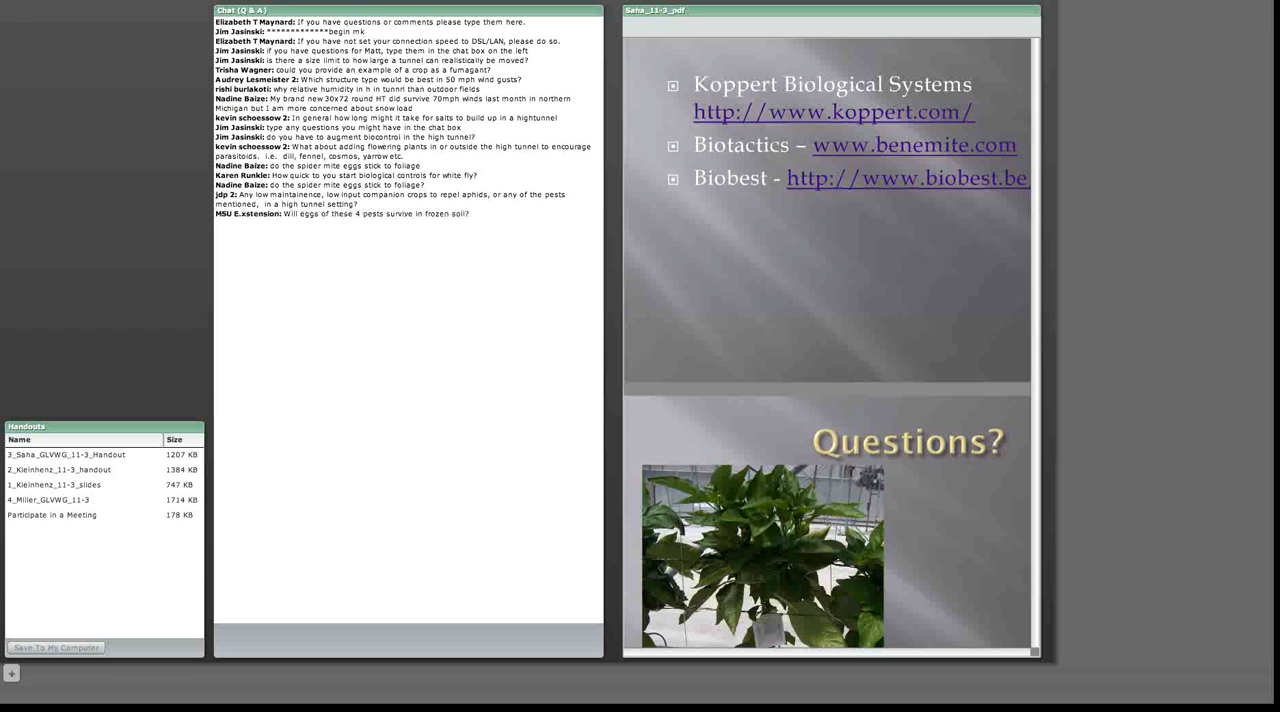 Chat (Q & A)
Elizabeth T Maynard: If you have questions or comments please type them here.
Jim Jasinski: *************begin mk
Elizabeth T Maynard: If you have not set your connection speed to DSL/LAN, please do so.
Jim Jasinski: if you have questions for Matt, type them in the chat box on the left
Jim Jasinski: is there a size limit to how large a tunnel can realistically be moved?
Trisha Wagner: could you provide an example of a crop as a fumagant?
Audrey Lesmeister 2: Which structure type would be best in 50 mph wind gusts?
rishi burlakoti: why relative humidity in h in tunnrl than outdoor fields
Nadine Baize: My brand new 30x72 round HT did survive 70mph winds last month in northern
Michigan but I am more concerned about snow load
kevin schoessow 2: In general how long might it take for salts to build up in a hightunnel
Jim Jasinski: type any questions you might have in the chat box
Jim Jasinski: do you have to augment biocontrol in the high tunnel?
kevin schoessow 2: What about adding flowering plants in or outside the high tunnel to encourage
parasitoids. i.e. dill, fennel, cosmos, yarrow etc.
Nadine Baize: do the spider mite eggs stick to foliage
Karen Runkle: How quick to you start biological controls for white fly?
Nadine Baize: do the spider mite eggs stick to foliage?
jdp 2: Any low maintainence, low input companion crops to repel aphids, or any of the pests
mentioned, in a high tunnel setting?
MSU E.xstension: Will eggs of these 4 pests survive in frozen soil?
Handouts
Name Size
3_Saha_GLVWG_11-3_Handout 1207 KB
2_Kleinhenz_11-3_handout 1384 KB
1_Kleinhenz_11-3_slides 747 KB
4_Miller_GLVWG_11-3 1714 KB
Participate in a Meeting 178 KB
Save To My Computer
Saha_11-3_pdf
Koppert Biological Systems
http://www.koppert.com/
Biotactics – www.benemite.com
Biobest - http://www.biobest.be
Questions?